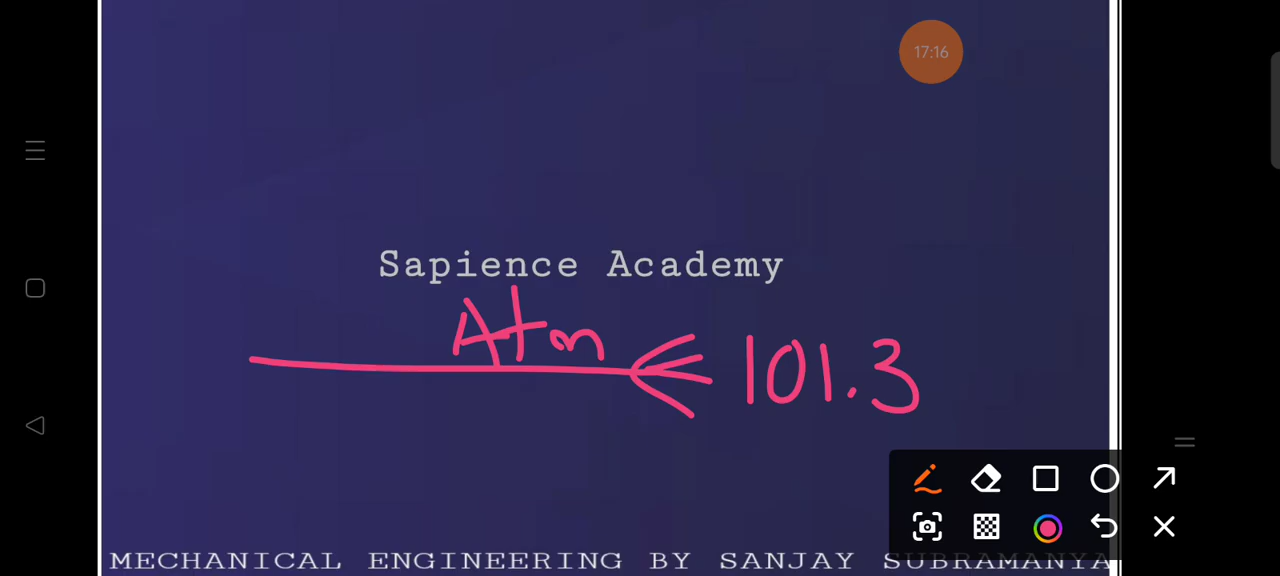 17:16
Sapience Academy
Atm
101.3
MECHANICAL ENGINEERING BY SANJAY SUBRAMANYA